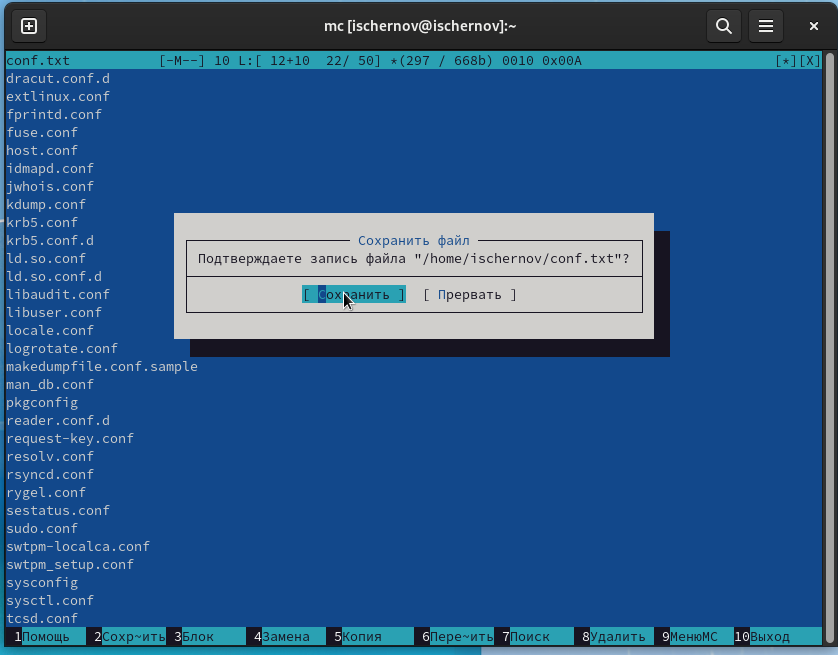 mc [ischernov@ischernov]:~
conf.txt [-M--] 10 L:[ 12+10 22/ 50] *(297 / 668b) 0010 0x00A [*][X]
dracut.conf.d
extlinux.conf
fprintd.conf
fuse.conf
host.conf
idmapd.conf
jwhois.conf
kdump.conf
krb5.conf
krb5.conf.d
ld.so.conf
ld.so.conf.d
libaudit.conf
libuser.conf
locale.conf
logrotate.conf
makedumpfile.conf.sample
man_db.conf
pkgconfig
reader.conf.d
request-key.conf
resolv.conf
rsyncd.conf
rygel.conf
sestatus.conf
sudo.conf
swtpm-localca.conf
swtpm_setup.conf
sysconfig
sysctl.conf
tcsd.conf
Сохранить файл
Подтверждаете запись файла "/home/ischernov/conf.txt"?
[ Сохранить ] [ Прервать ]
1Помощь 2Сохр~ить 3Блок 4Замена 5Копия 6Пере~ить 7Поиск 8Удалить 9МенюMC 10Выход